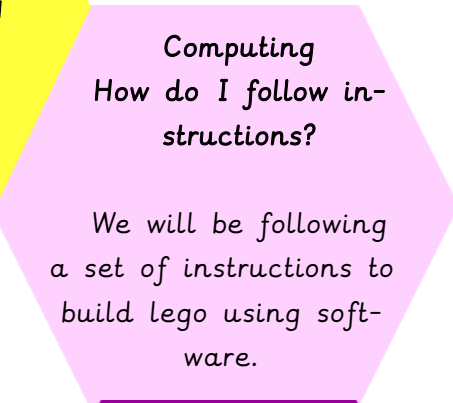 Computing
How do I follow in-
structions?
We will be following
a set of instructions to
build lego using soft-
ware.